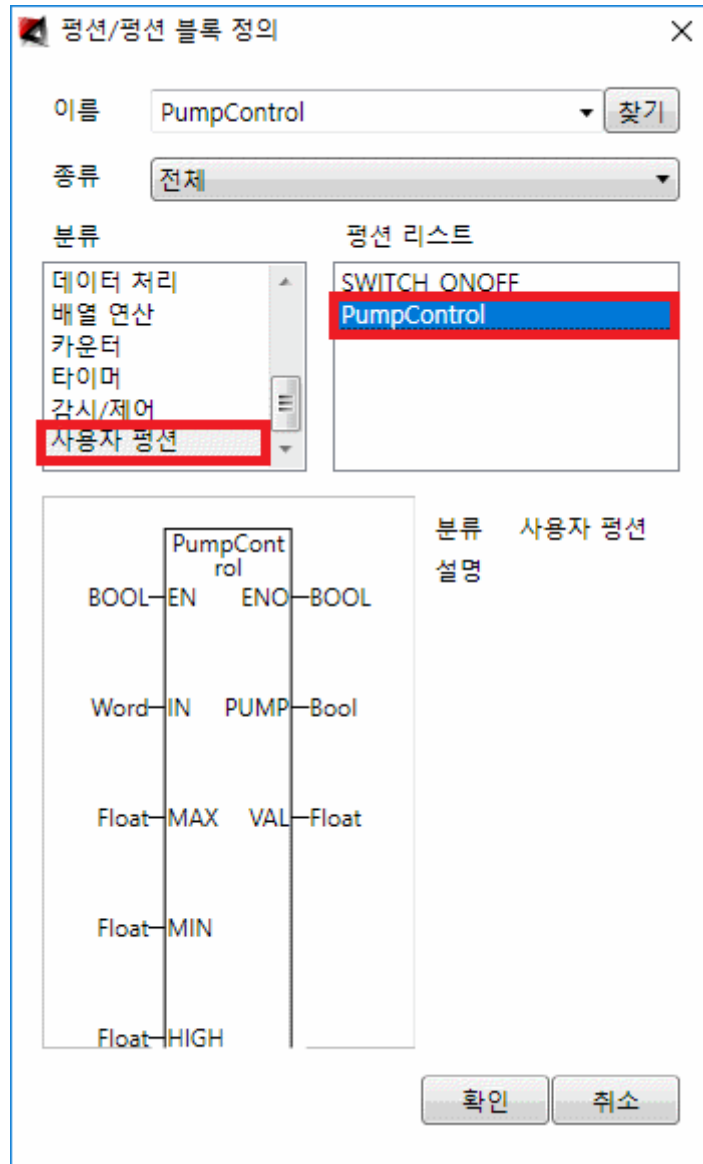 펑션/펑션 블록 정의
이름 PumpControl 찾기
종류 전체
분류 펑션 리스트
데이터 처리
배열 연산
카운터
타이머
감시/제어
사용자 펑션
SWITCH_ONOFF
PumpControl
PumpCont
rol
BOOL EN ENO BOOL
Word IN PUMP Bool
Float MAX VAL Float
Float MIN
Float HIGH
분류 사용자 펑션
설명
확인 취소